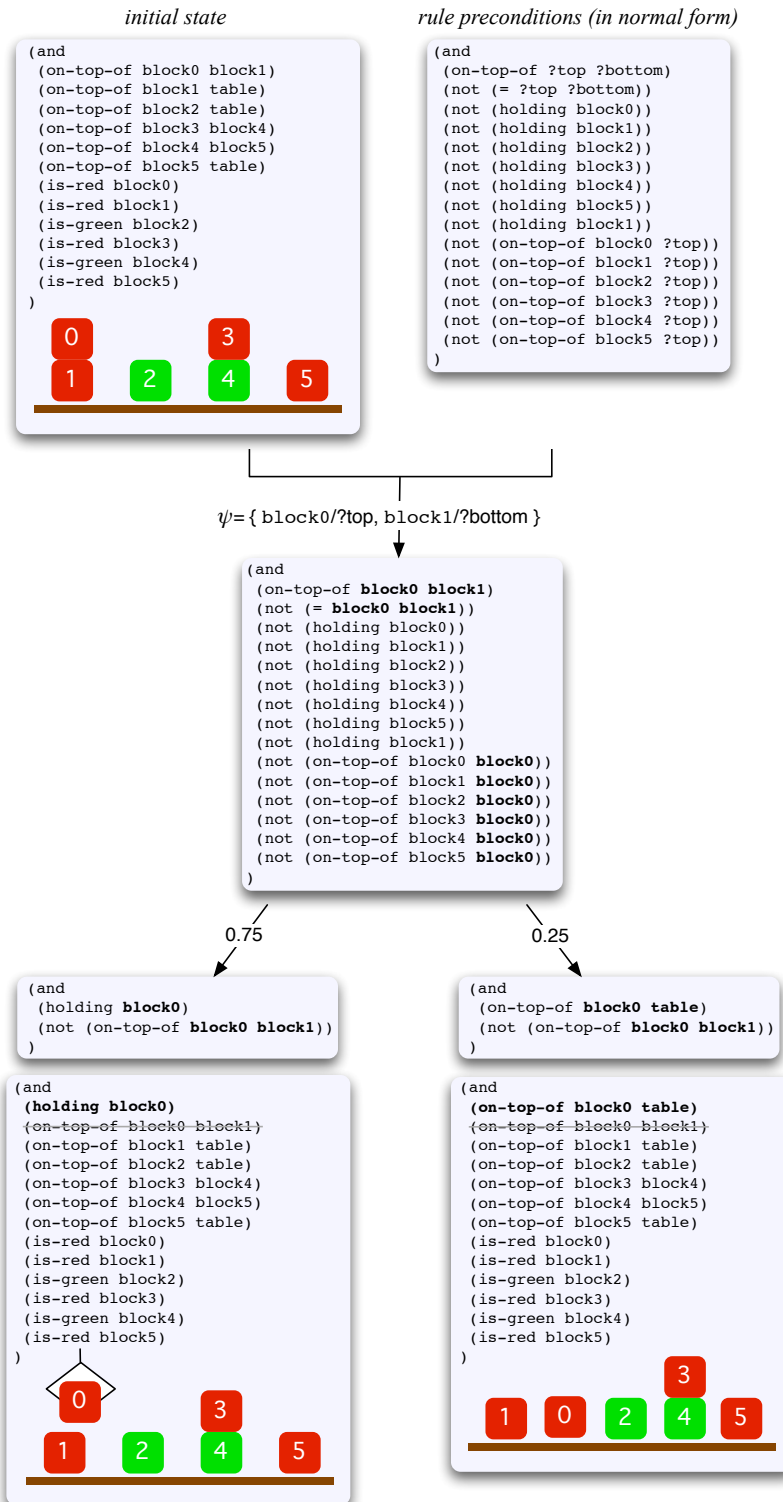 initial state
(and
(on-top-of block0 block1)
(on-top-of block1 table)
(on-top-of block2 table)
(on-top-of block3 block4)
(on-top-of block4 block5)
(on-top-of block5 table)
(is-red block0)
(is-red block1)
(is-green block2)
(is-red block3)
(is-green block4)
(is-red block5)
)
0 3
1 2 4 5
rule preconditions (in normal form)
(and
(on-top-of ?top ?bottom)
(not (= ?top ?bottom))
(not (holding block0))
(not (holding block1))
(not (holding block2))
(not (holding block3))
(not (holding block4))
(not (holding block5))
(not (holding block1))
(not (on-top-of block0 ?top))
(not (on-top-of block1 ?top))
(not (on-top-of block2 ?top))
(not (on-top-of block3 ?top))
(not (on-top-of block4 ?top))
(not (on-top-of block5 ?top))
)
ψ= { block0/?top, block1/?bottom }
(and
(on-top-of block0 block1)
(not (= block0 block1))
(not (holding block0))
(not (holding block1))
(not (holding block2))
(not (holding block3))
(not (holding block4))
(not (holding block5))
(not (holding block1))
(not (on-top-of block0 block0))
(not (on-top-of block1 block0))
(not (on-top-of block2 block0))
(not (on-top-of block3 block0))
(not (on-top-of block4 block0))
(not (on-top-of block5 block0))
)
0.75
(and
(holding block0)
(not (on-top-of block0 block1))
)
(and
(holding block0)
(on-top-of block0 block1)
(on-top-of block1 table)
(on-top-of block2 table)
(on-top-of block3 block4)
(on-top-of block4 block5)
(on-top-of block5 table)
(is-red block0)
(is-red block1)
(is-green block2)
(is-red block3)
(is-green block4)
(is-red block5)
)
0 3
1 2 4 5
0.25
(and
(on-top-of block0 table)
(not (on-top-of block0 block1))
)
(and
(on-top-of block0 table)
(on-top-of block0 block1)
(on-top-of block1 table)
(on-top-of block2 table)
(on-top-of block3 block4)
(on-top-of block4 block5)
(on-top-of block5 table)
(is-red block0)
(is-red block1)
(is-green block2)
(is-red block3)
(is-green block4)
(is-red block5)
)
3
1 0 2 4 5